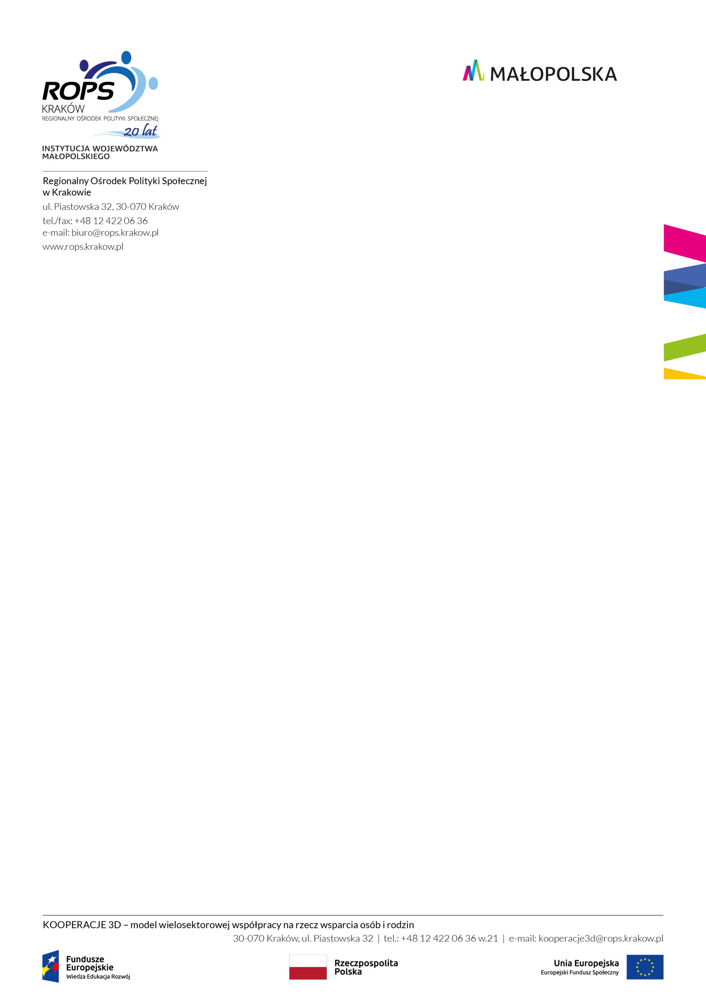 ROPS
KRAKÓW
REGIONALNY OŚRODEK POLITYKI SPOŁECZNEJ
20 lat
INSTYTUCJA WOJEWÓDZTWA
MAŁOPOLSKIEGO
MAŁOPOLSKA
Regionalny Ośrodek Polityki Społecznej
w Krakowie
ul. Piastowska 32, 30-070 Kraków
tel./fax: +48 12 422 06 36
e-mail: biuro@rops.krakow.pl
www.rops.krakow.pl
KOOPERACJE 3D – model wielosektorowej współpracy na rzecz wsparcia osób i rodzin
30-070 Kraków, ul. Piastowska 32 | tel.: +48 12 422 06 36 w.21 | e-mail: kooperacje3d@rops.krakow.pl
Fundusze
Europejskie
Wiedza Edukacja Rozwój
Rzeczpospolita
Polska
Unia Europejska
Europejski Fundusz Społeczny